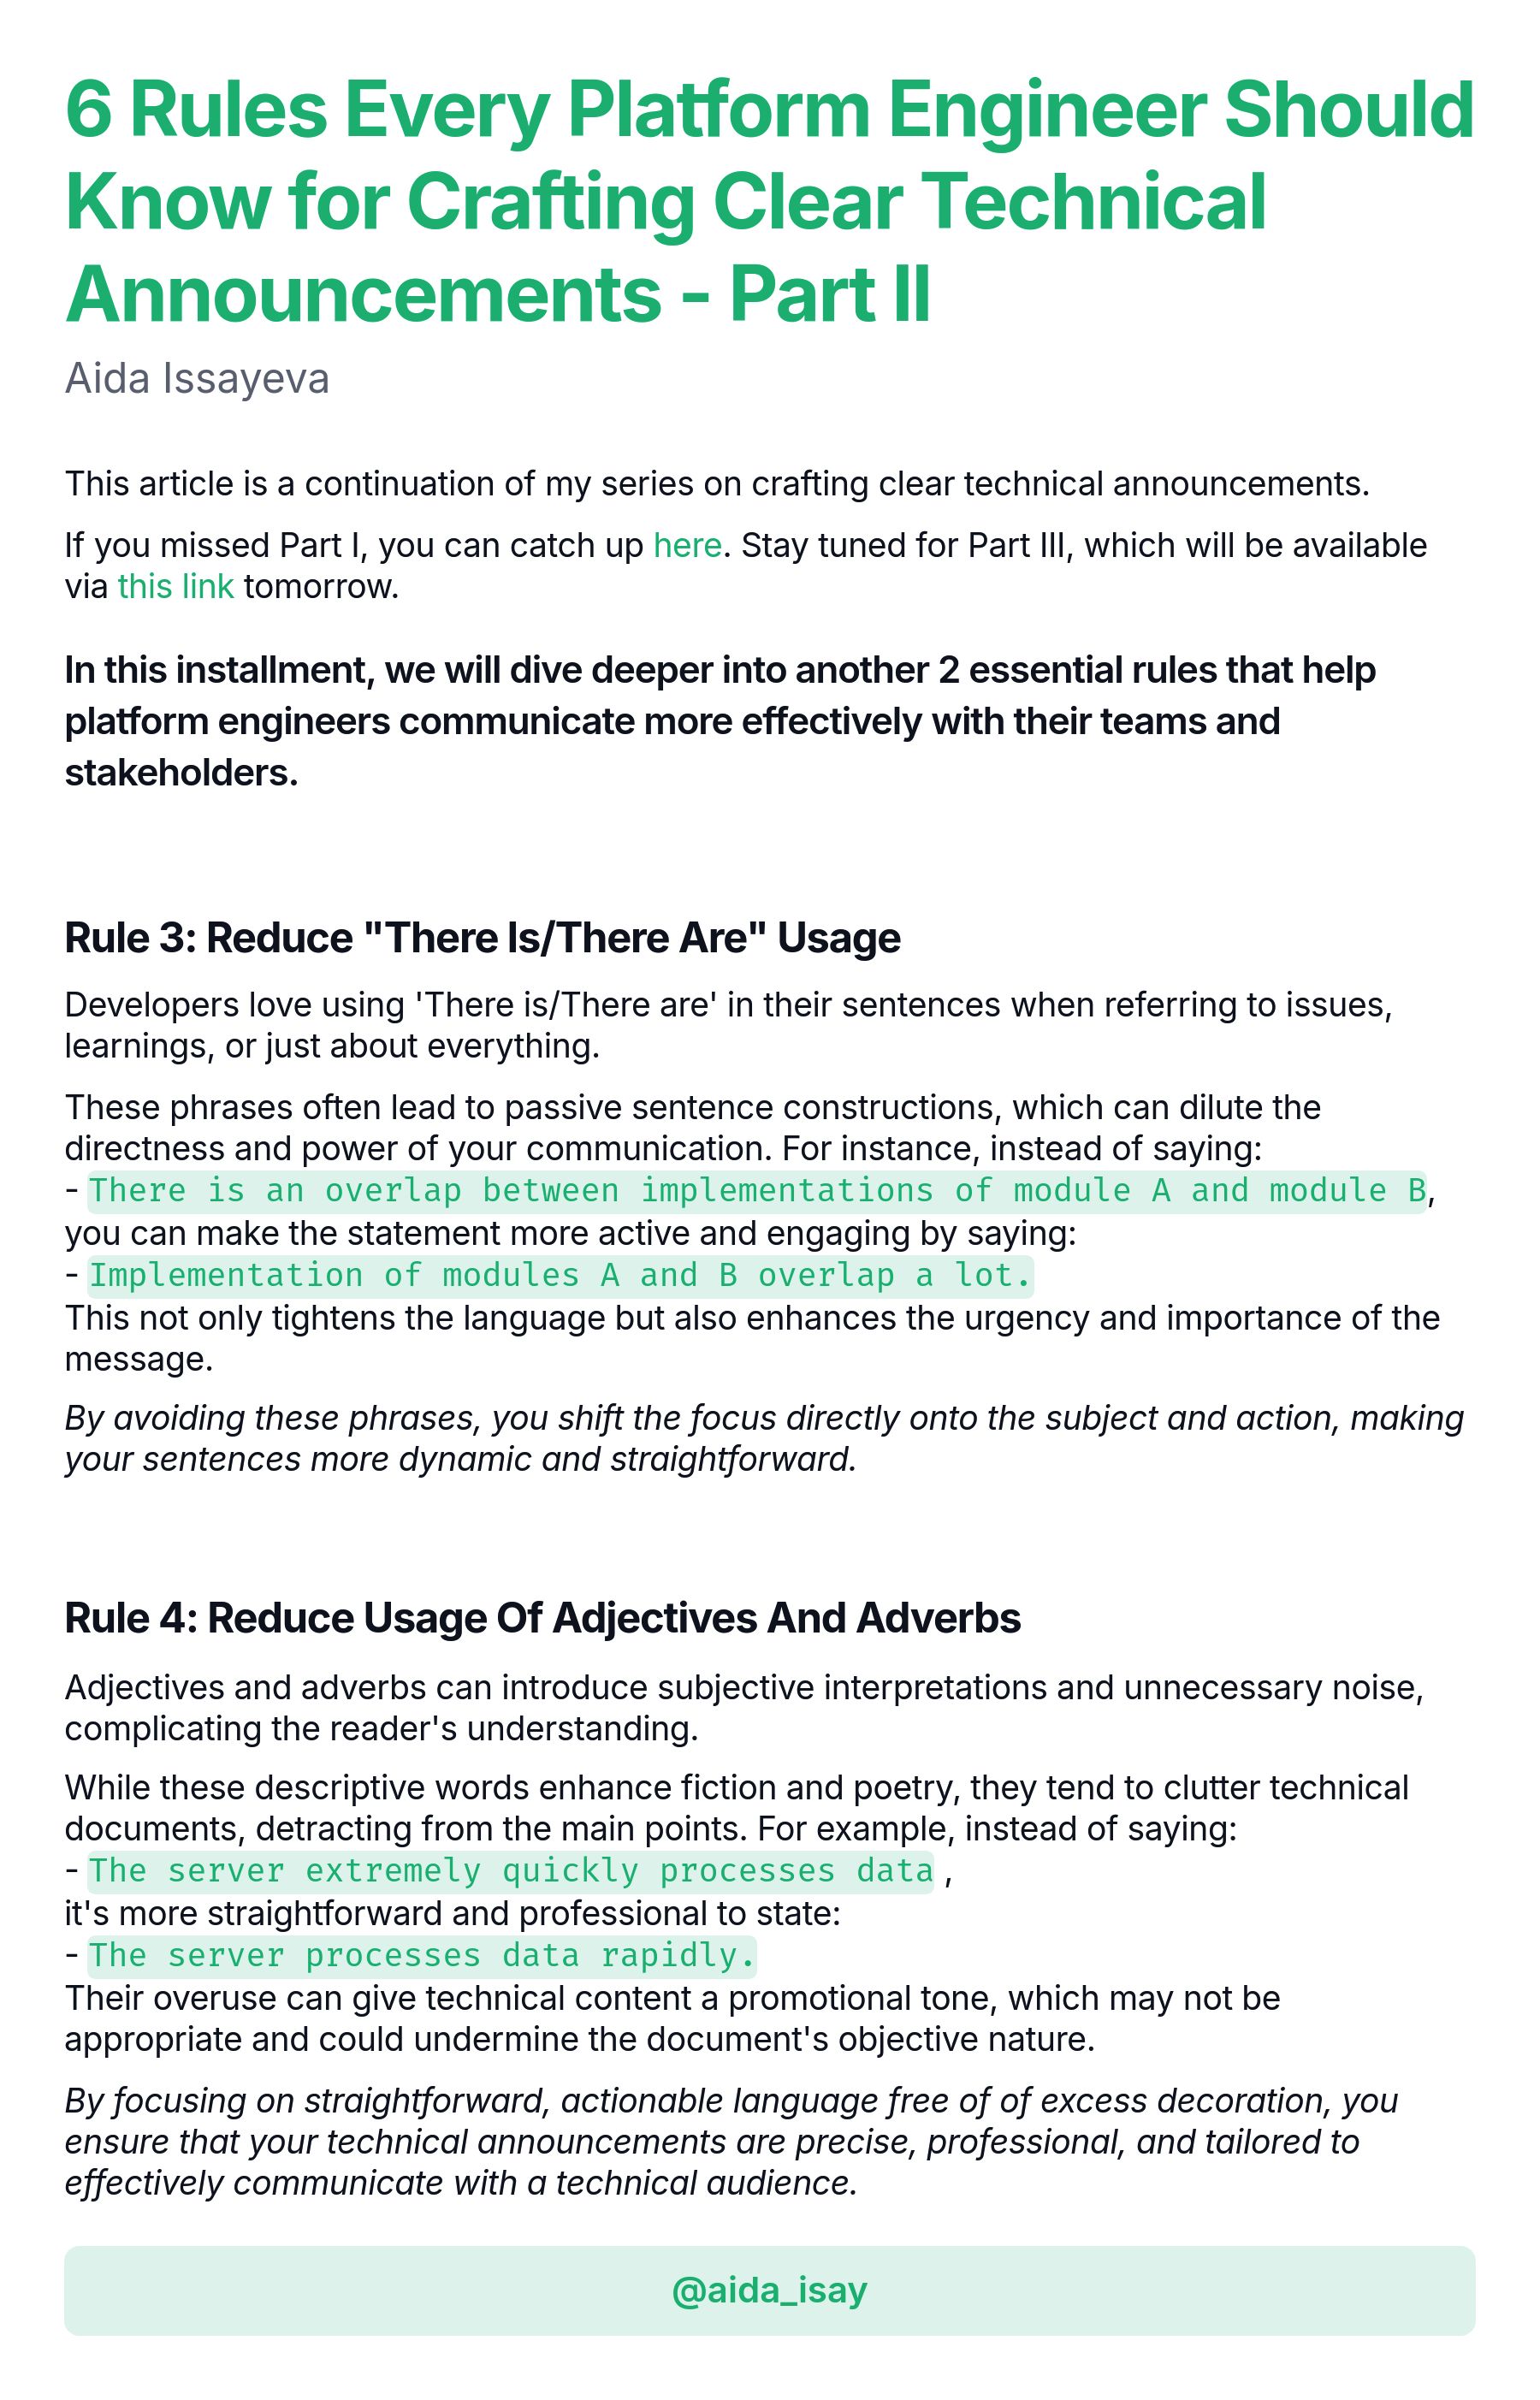 6 Rules Every Platform Engineer Should
Know for Crafting Clear Technical
Announcements - Part II
Aida Issayeva
This article is a continuation of my series on crafting clear technical announcements.
If you missed Part I, you can catch up here. Stay tuned for Part III, which will be available
via this link tomorrow.
In this installment, we will dive deeper into another 2 essential rules that help
platform engineers communicate more effectively with their teams and
stakeholders.
Rule 3: Reduce "There Is/There Are" Usage
Developers love using 'There is/There are' in their sentences when referring to issues,
learnings, or just about everything.
These phrases often lead to passive sentence constructions, which can dilute the
directness and power of your communication. For instance, instead of saying:
- There is an overlap between implementations of module A and module B,
you can make the statement more active and engaging by saying:
- Implementation of modules A and B overlap a lot.
This not only tightens the language but also enhances the urgency and importance of the
message.
By avoiding these phrases, you shift the focus directly onto the subject and action, making
your sentences more dynamic and straightforward.
Rule 4: Reduce Usage Of Adjectives And Adverbs
Adjectives and adverbs can introduce subjective interpretations and unnecessary noise,
complicating the reader's understanding.
While these descriptive words enhance fiction and poetry, they tend to clutter technical
documents, detracting from the main points. For example, instead of saying:
- The server extremely quickly processes data ,
it's more straightforward and professional to state:
- The server processes data rapidly.
Their overuse can give technical content a promotional tone, which may not be
appropriate and could undermine the document's objective nature.
By focusing on straightforward, actionable language free of of excess decoration, you
ensure that your technical announcements are precise, professional, and tailored to
effectively communicate with a technical audience.
@aida_isay